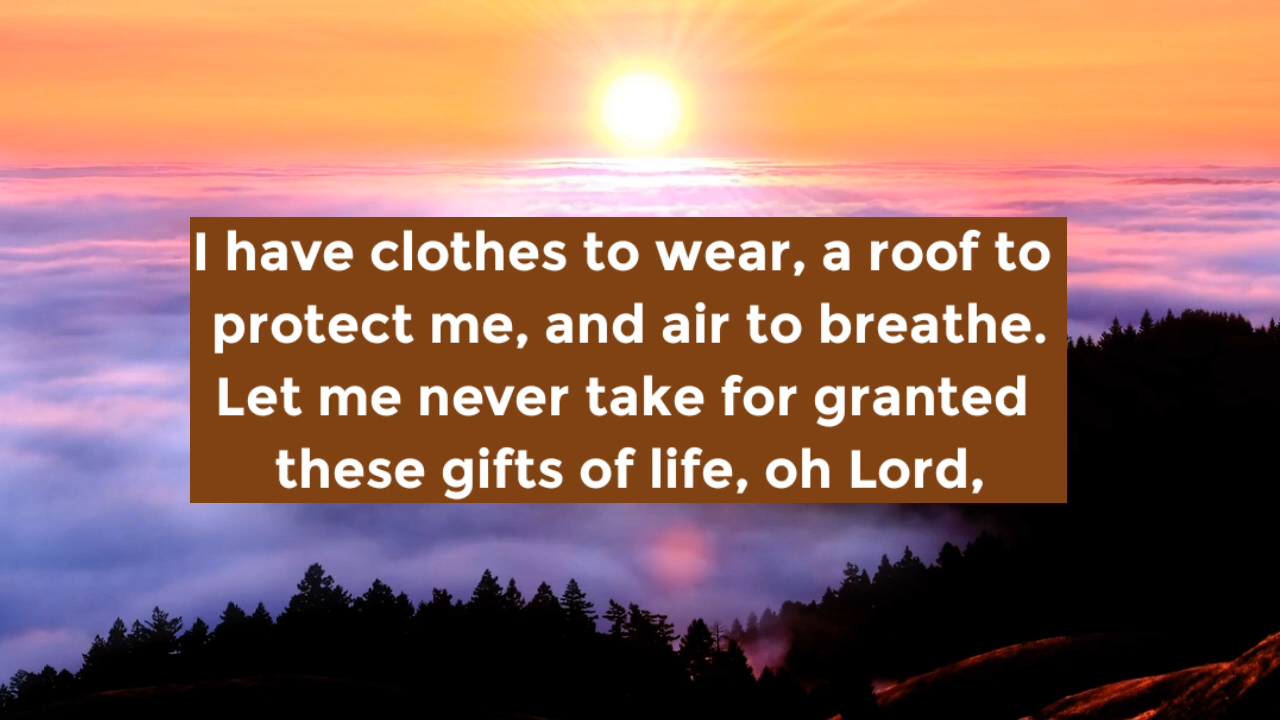 I have clothes to wear, a roof to
protect me, and air to breathe.
Let me never take for granted
these gifts of life, oh Lord,